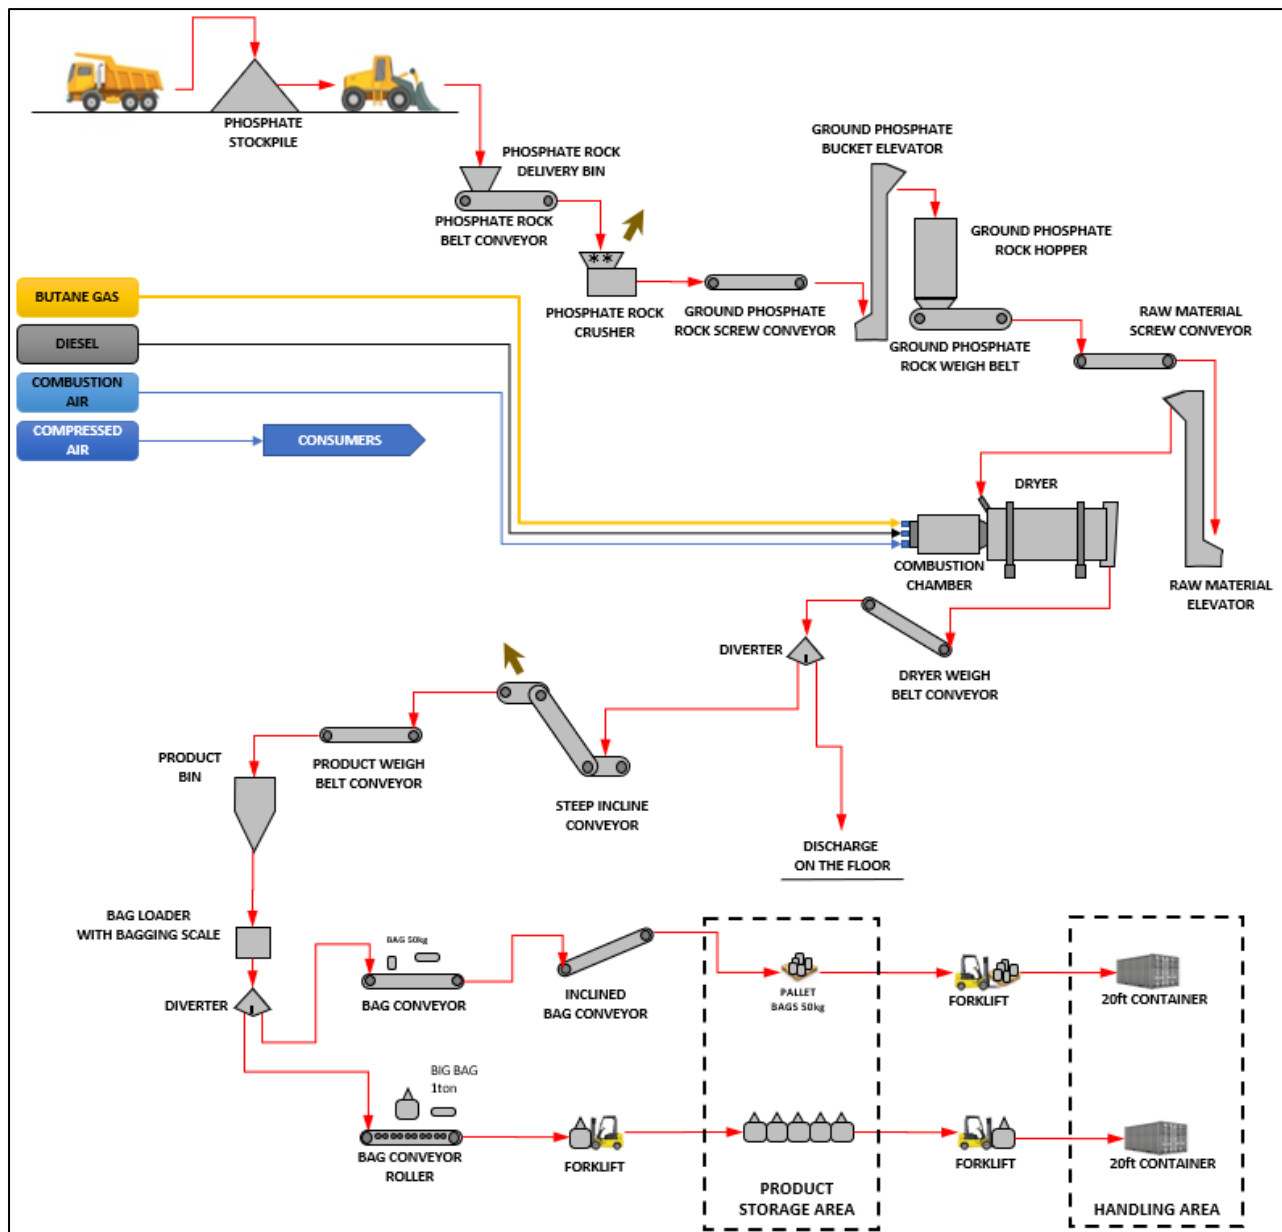 PHOSPHATE
STOCKPILE
PHOSPHATE ROCK
DELIVERY BIN
PHOSPHATE ROCK
BELT CONVEYOR
PHOSPHATE ROCK
CRUSHER
GROUND PHOSPHATE
ROCK SCREW CONVEYOR
GROUND PHOSPHATE
BUCKET ELEVATOR
GROUND PHOSPHATE
ROCK HOPPER
GROUND PHOSPHATE
ROCK WEIGH BELT
RAW MATERIAL
SCREW CONVEYOR
BUTANE GAS
DIESEL
COMBUSTION
AIR
COMPRESSED
AIR
CONSUMERS
DRYER
COMBUSTION
CHAMBER
RAW MATERIAL
ELEVATOR
DIVERTER
DRYER WEIGH
BELT CONVEYOR
PRODUCT
BIN
PRODUCT WEIGH
BELT CONVEYOR
STEEP INCLINE
CONVEYOR
DISCHARGE
ON THE FLOOR
BAG LOADER
WITH BAGGING SCALE
BAG 50kg
DIVERTER
BAG CONVEYOR
INCLINED
BAG CONVEYOR
PALLET
BAGS 50kg
FORKLIFT
20ft CONTAINER
BIG BAG
1ton
BAG CONVEYOR
ROLLER
FORKLIFT
FORKLIFT
20ft CONTAINER
PRODUCT
STORAGE AREA
HANDLING AREA